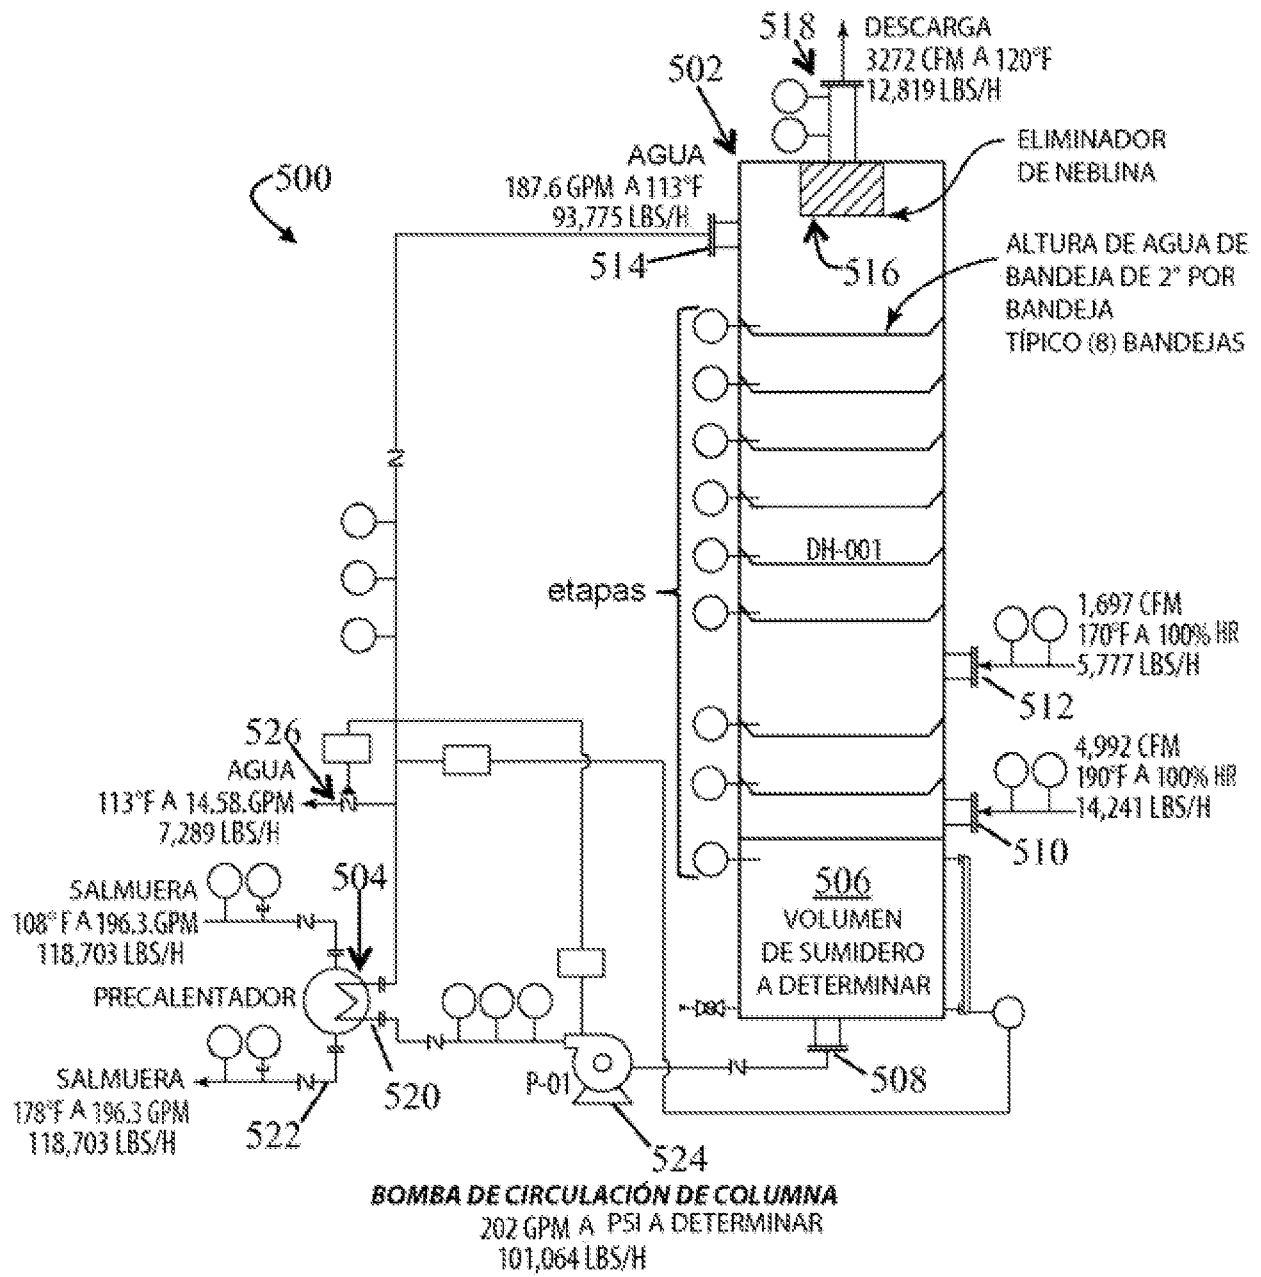 518
DESCARGA
3272 CFM A 120°F
12,819 LBS/H
502
ELIMINADOR
DE NEBLINA
AGUA
187.6 GPM A 113°F
93,775 LBS/H
500
514
516
ALTURA DE AGUA DE
BANDEJA DE 2" POR
BANDEJA
TÍPICO (8) BANDEJAS
DH-001
etapas
1,697 CFM
170°F A 100% HR
5,777 LBS/H
512
526
AGUA
113°F A 14.58.GPM
7,289 LBS/H
4,992 CFM
190°F A 100% HR
14,241 LBS/H
510
504
SALMUERA
108°F A 196.3.GPM
118,703 LBS/H
506
VOLUMEN
DE SUMIDERO
A DETERMINAR
PRECALENTADOR
SALMUERA
178°F A 196.3 GPM
118,703 LBS/H
522
520
P-01
508
524
BOMBA DE CIRCULACIÓN DE COLUMNA
202 GPM A PSI A DETERMINAR
101,064 LBS/H